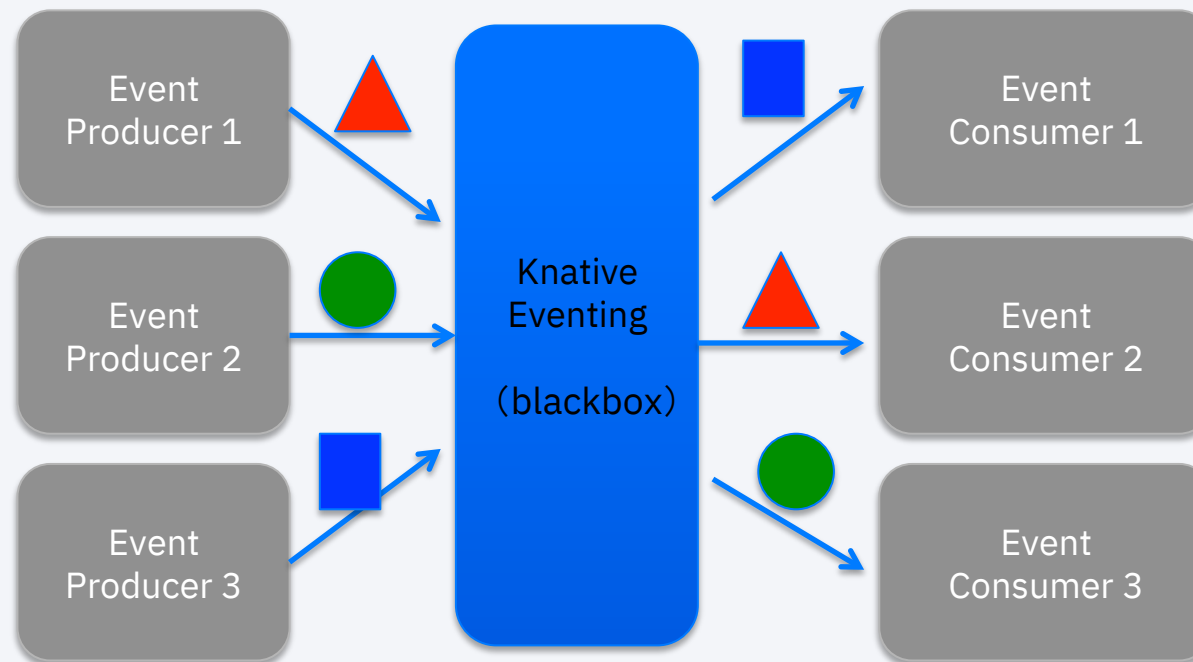 Event
Producer 1
Event
Producer 2
Event
Producer 3
Knative
Eventing
（blackbox）
Event
Consumer 1
Event
Consumer 2
Event
Consumer 3